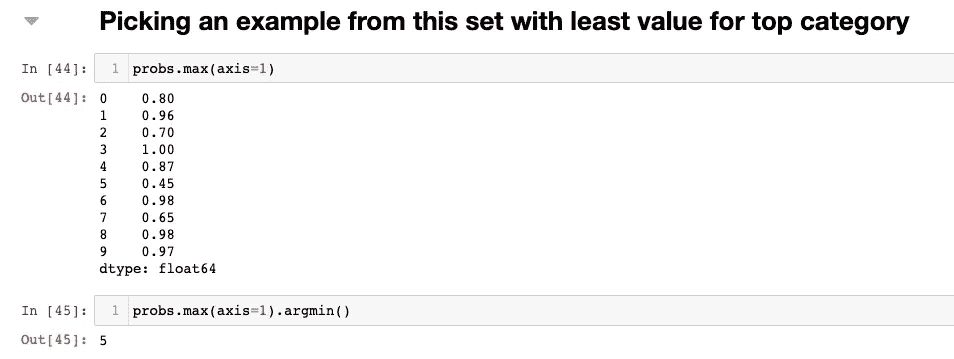 Picking an example from this set with least value for top category
In [44]: 1 probs.max(axis=1)
Out[44]: 0 0.80
1 0.96
2 0.70
3 1.00
4 0.87
5 0.45
6 0.98
7 0.65
8 0.98
9 0.97
dtype: float64
In [45]: 1 probs.max(axis=1).argmin()
Out[45]: 5